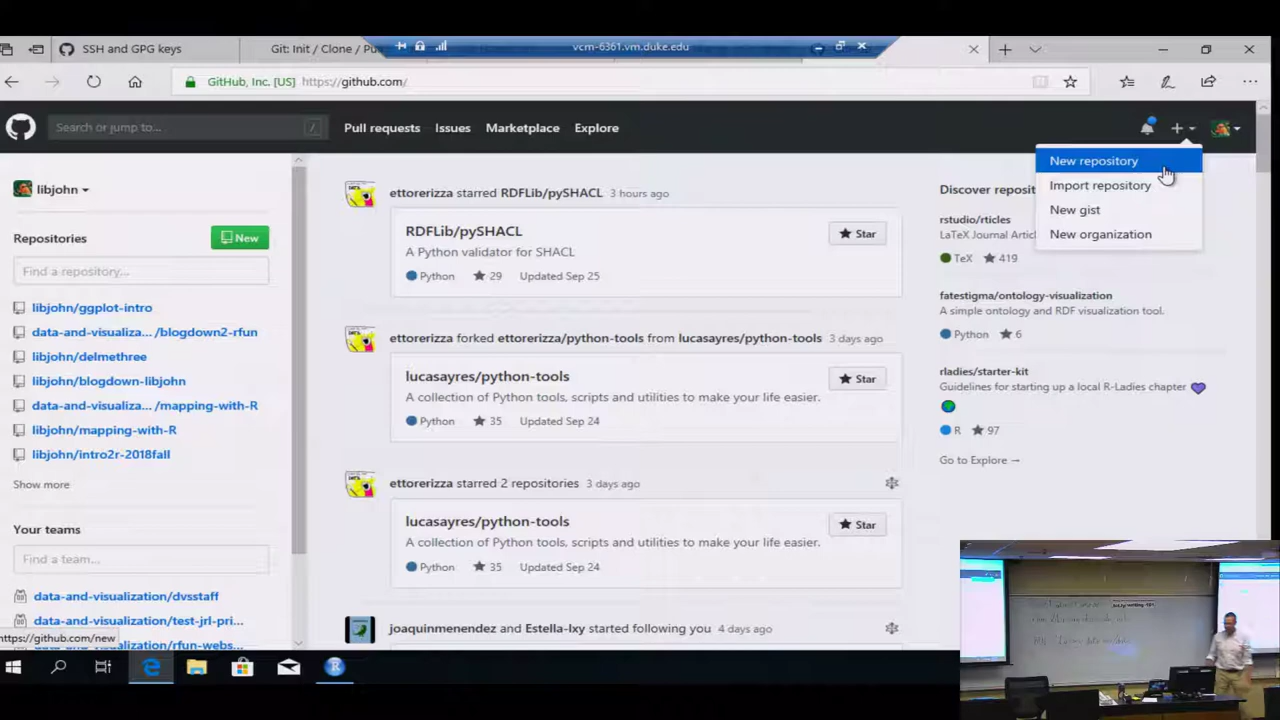 SSH and GPG keys
Git: Init / Clone / Pu
vcm-6361.vm.duke.edu
GitHub, Inc. [US] https://github.com/
Search or jump to... /
Pull requests Issues Marketplace Explore
New repository
Import repository
New gist
New organization
libjohn
Repositories New
Find a repository...
libjohn/ggplot-intro
data-and-visualiza... /blogdown2-rfun
libjohn/delmethree
libjohn/blogdown-libjohn
data-and-visualiza... /mapping-with-R
libjohn/mapping-with-R
libjohn/intro2r-2018fall
Show more
Your teams
Find a team...
data-and-visualization/dvsstaff
data-and-visualization/test-jrl-pri...
data-and-visualization/rfun-webs...
https://github.com/new
ettorerizza starred RDFLib/pySHACL 3 hours ago
RDFLib/pySHACL Star
A Python validator for SHACL
Python 29 Updated Sep 25
ettorerizza forked ettorerizza/python-tools from lucasayres/python-tools 3 days ago
lucasayres/python-tools Star
A collection of Python tools, scripts and utilities to make your life easier.
Python 35 Updated Sep 24
ettorerizza starred 2 repositories 3 days ago
lucasayres/python-tools Star
A collection of Python tools, scripts and utilities to make your life easier.
Python 35 Updated Sep 24
joaquinmenendez and Estella-lxy started following you 4 days ago
Discover reposit
rstudio/rticles
LaTeX Journal Artic
TeX 419
fatestigma/ontology-visualization
A simple ontology and RDF visualization tool.
Python 6
rladies/starter-kit
Guidelines for starting up a local R-Ladies chapter
R 97
Go to Explore →